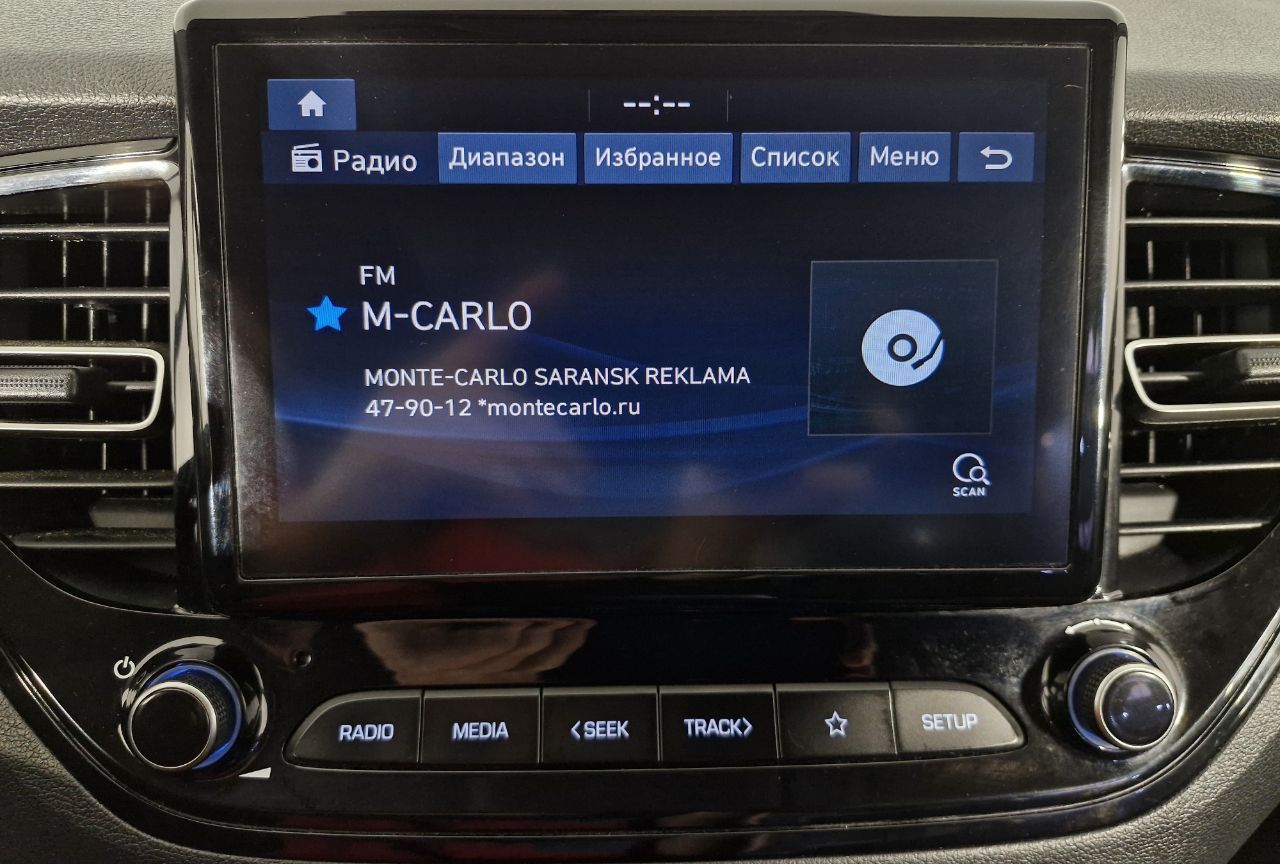 --:--
Радио Диапазон Избранное Список Меню
FM
M-CARLO
MONTE-CARLO SARANSK REKLAMA
47-90-12 *montecarlo.ru
SCAN
RADIO MEDIA <SEEK TRACK> SETUP